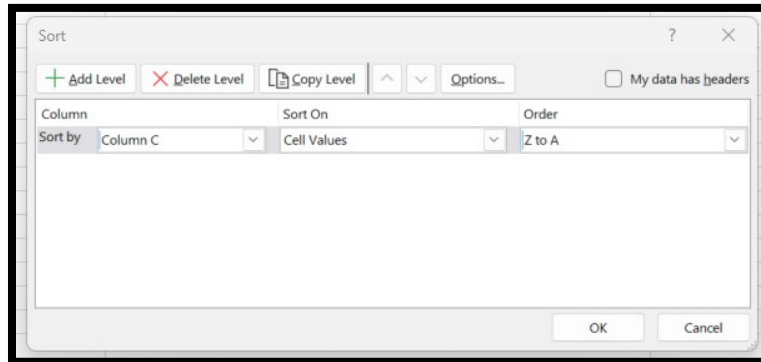 Sort ?
Add Level Delete Level Copy Level Options... My data has headers
Column Sort On Order
Sort by Column C Cell Values Z to A
OK Cancel